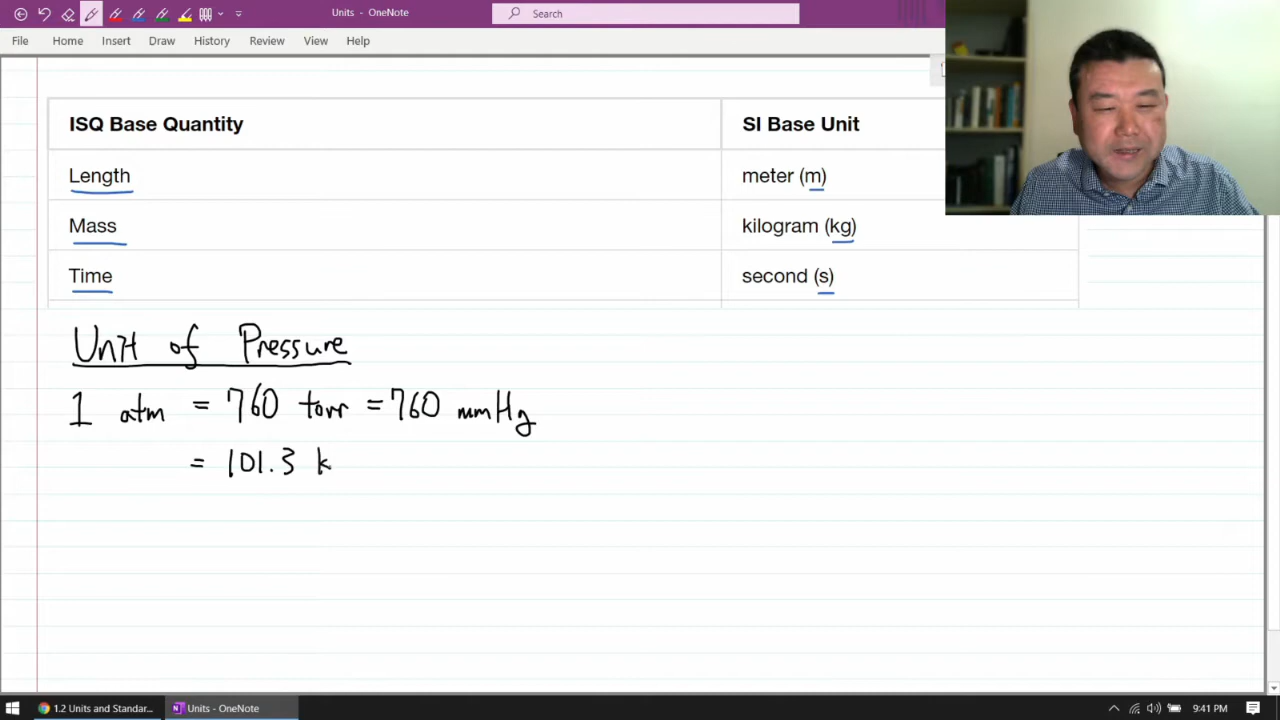 Units - OneNote
Search
File Home Insert Draw History Review View Help
ISQ Base Quantity SI Base Unit
Length meter (m)
Mass kilogram (kg)
Time second (s)
Unit of Pressure
1 atm = 760 torr = 760 mmHg
= 101.3 k
1.2 Units and Standar... Units - OneNote 9:41 PM